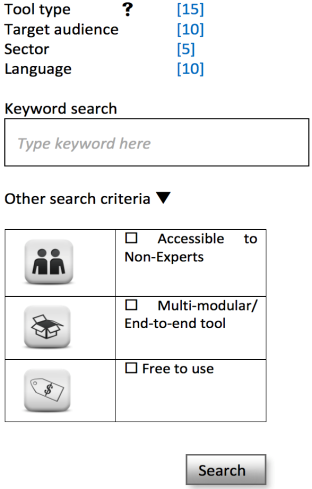 Tool type ? [15]
Target audience [10]
Sector [5]
Language [10]
Keyword search
Type keyword here
Other search criteria ▼
☐ Accessible to
Non-Experts
☐ Multi-modular/
End-to-end tool
$
☐ Free to use
Search